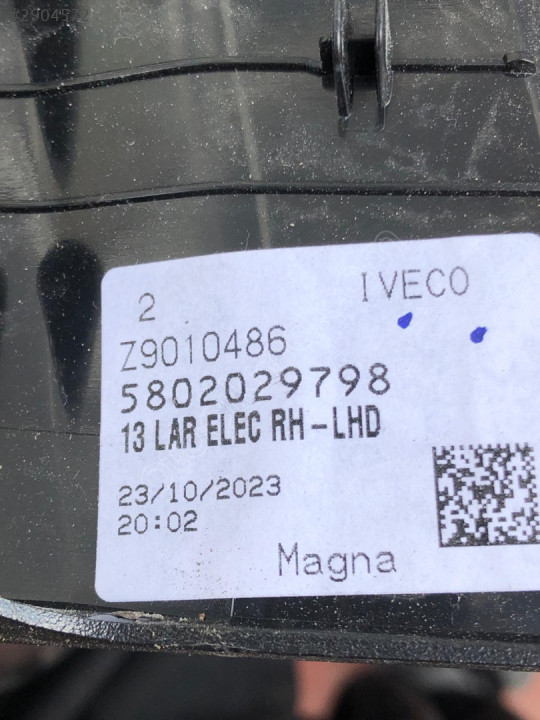 2
IVECO
Z9010486
5802029798
13 LAR ELEC RH-LHD
23/10/2023
20:02
Magna